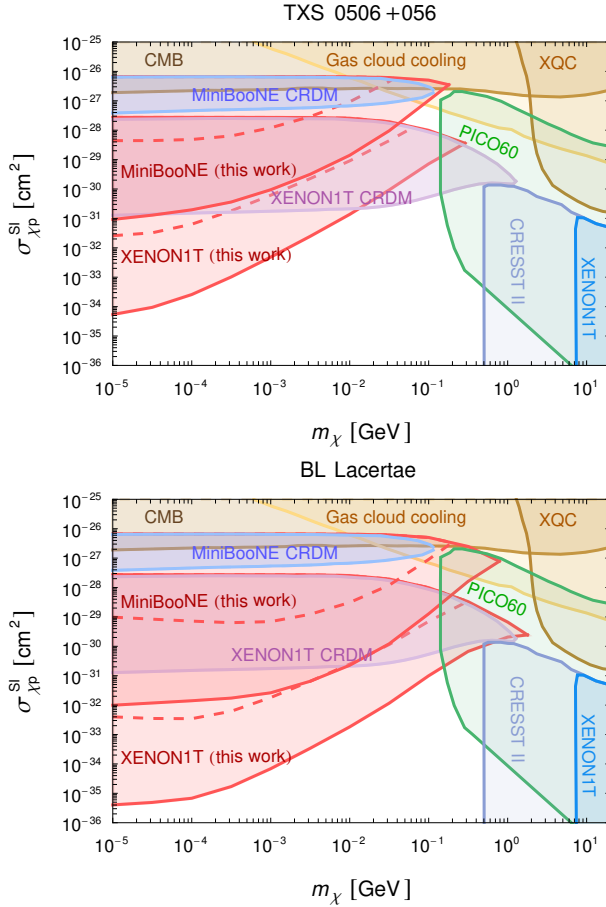 TXS 0506+056
10^-25
10^-26
10^-27
10^-28
10^-29
10^-30
10^-31
10^-32
10^-33
10^-34
10^-35
10^-36
σ_χp^SI [cm²]
CMB
Gas cloud cooling
XQC
MiniBooNE CRDM
PICO60
MiniBooNE (this work)
XENON1T CRDM
XENON1T (this work)
CRESST II
XENON1T
10^-5
10^-4
10^-3
10^-2
10^-1
10^0
10^1
m_χ [GeV]
BL Lacertae
10^-25
10^-26
10^-27
10^-28
10^-29
10^-30
10^-31
10^-32
10^-33
10^-34
10^-35
10^-36
σ_χp^SI [cm²]
CMB
Gas cloud cooling
XQC
MiniBooNE CRDM
MiniBooNE (this work)
PICO60
XENON1T CRDM
XENON1T (this work)
CRESST II
XENON1T
10^-5
10^-4
10^-3
10^-2
10^-1
10^0
10^1
m_χ [GeV]